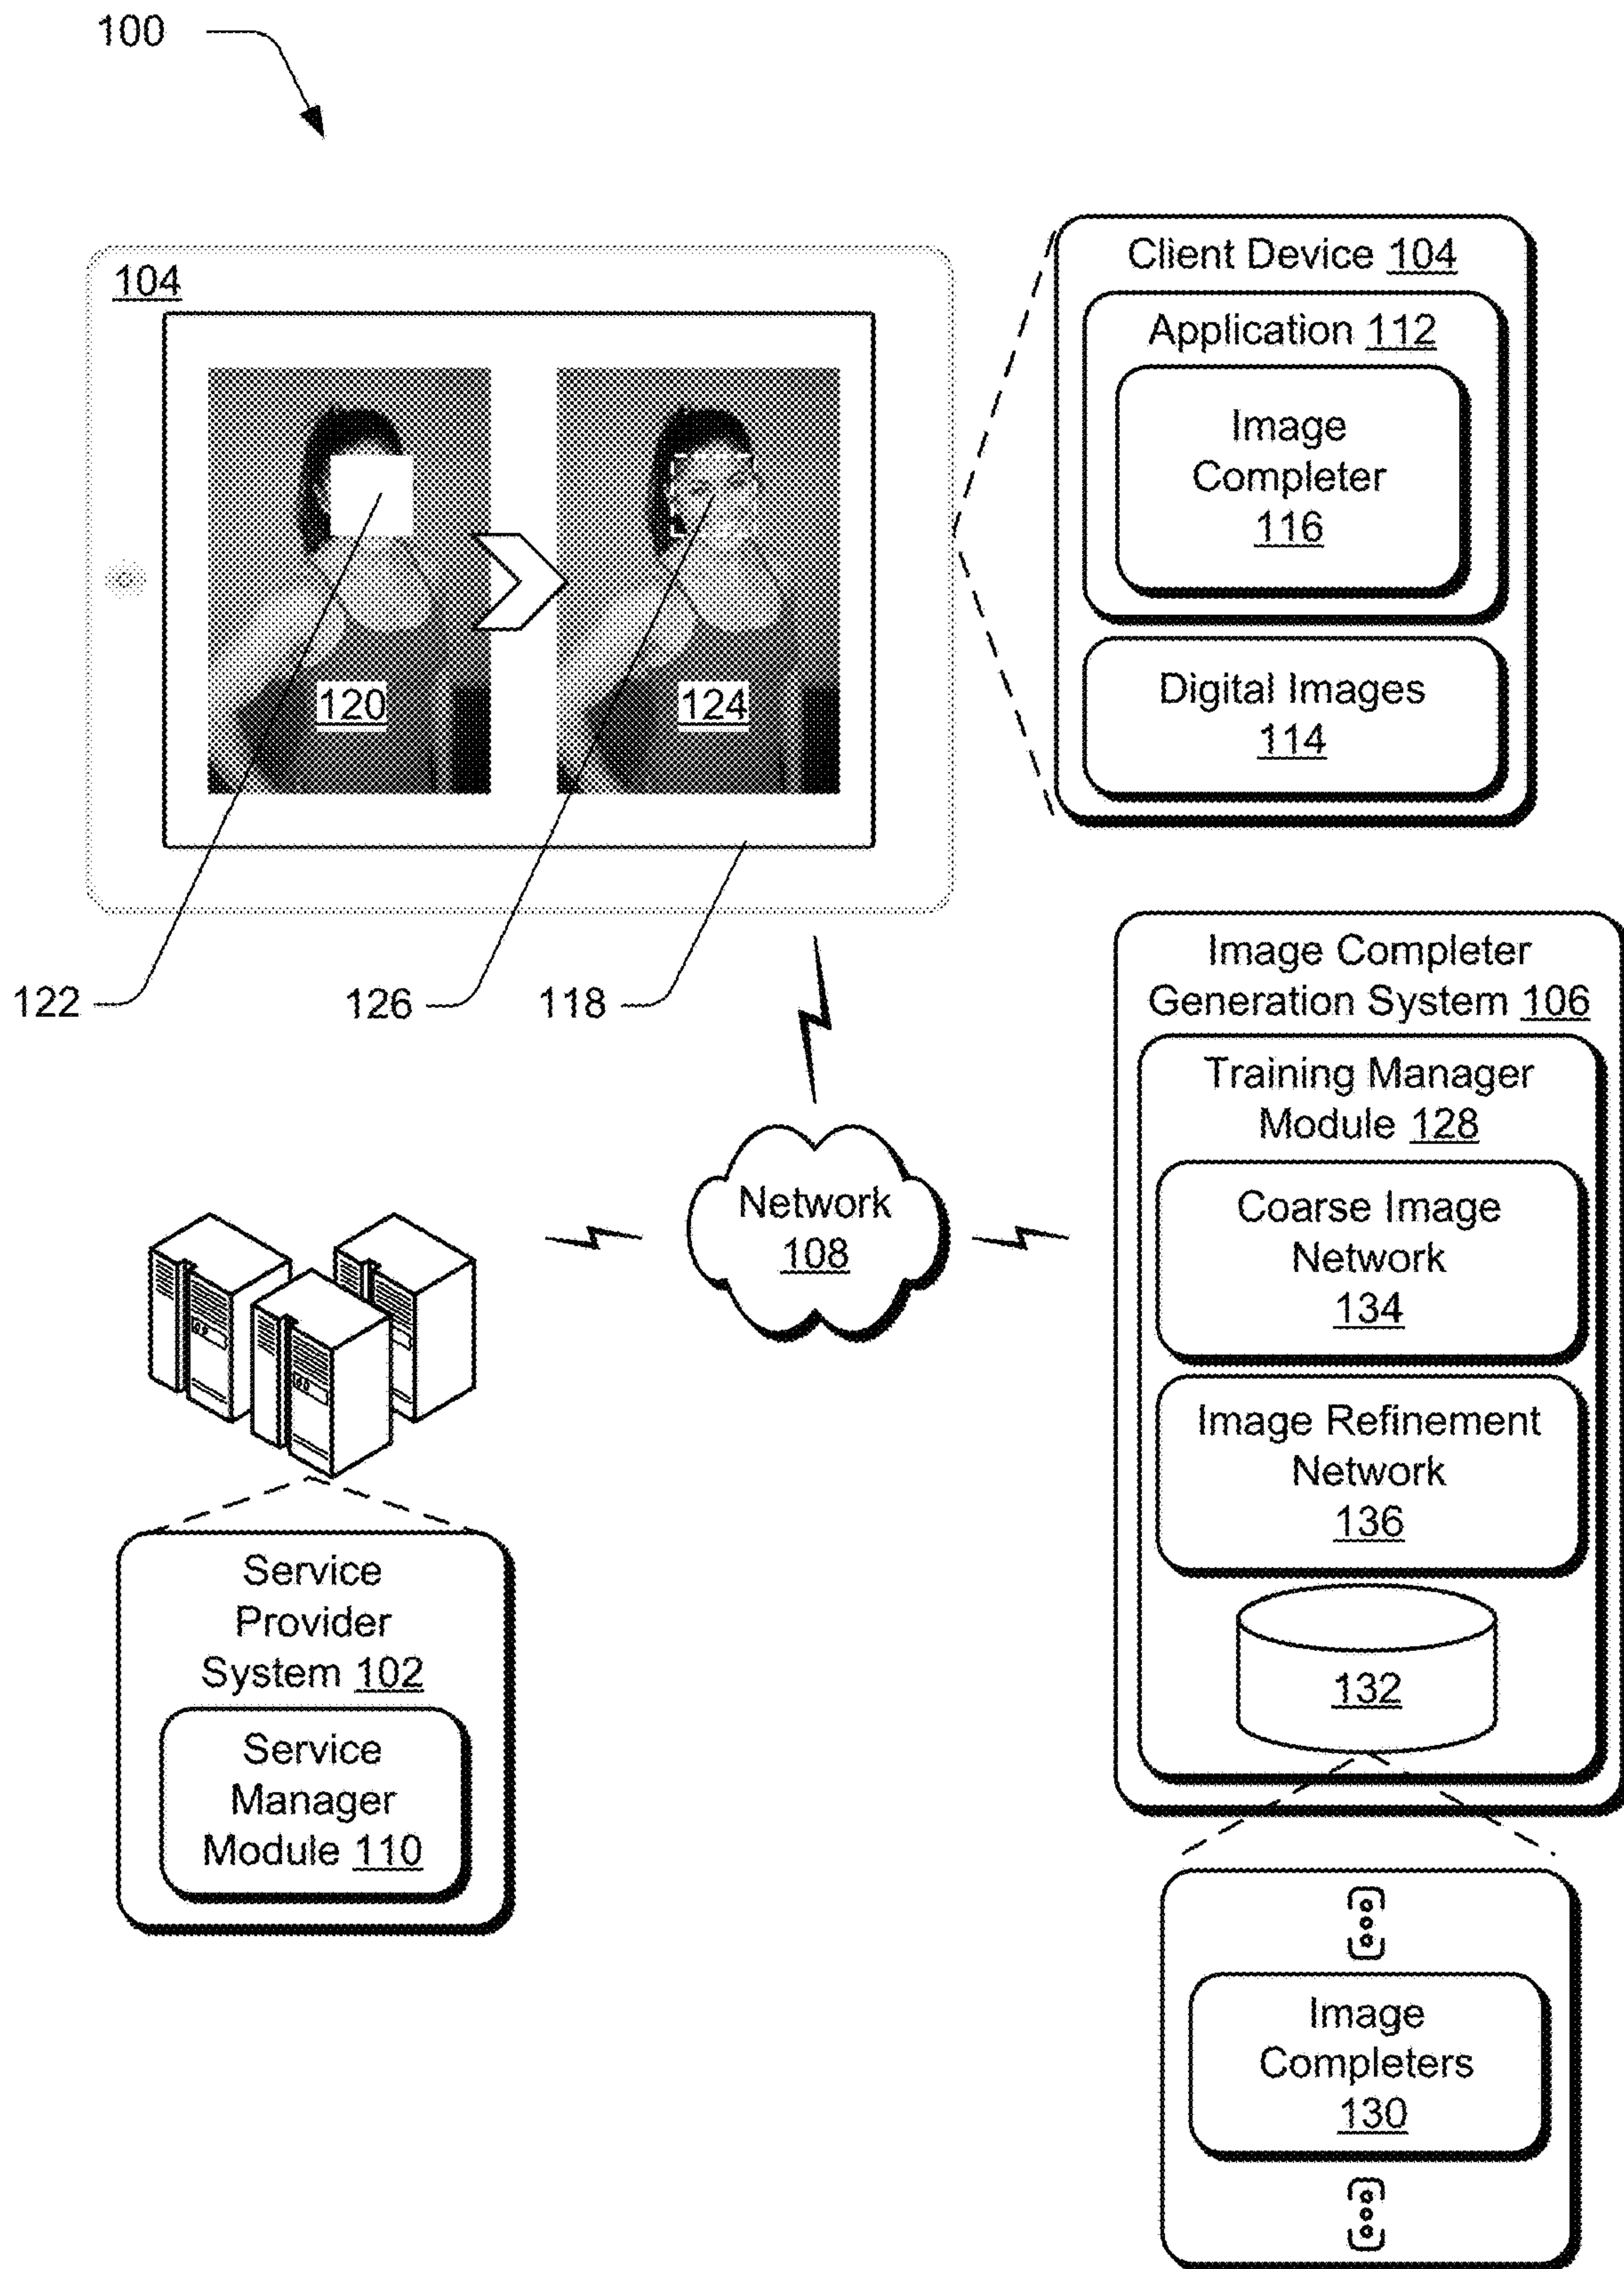 100
104
120
124
122
126
118
Client Device 104
Application 112
Image
Completer
116
Digital Images
114
Image Completer
Generation System 106
Training Manager
Module 128
Coarse Image
Network
134
Image Refinement
Network
136
132
Image
Completers
130
Network
108
Service
Provider
System 102
Service
Manager
Module 110